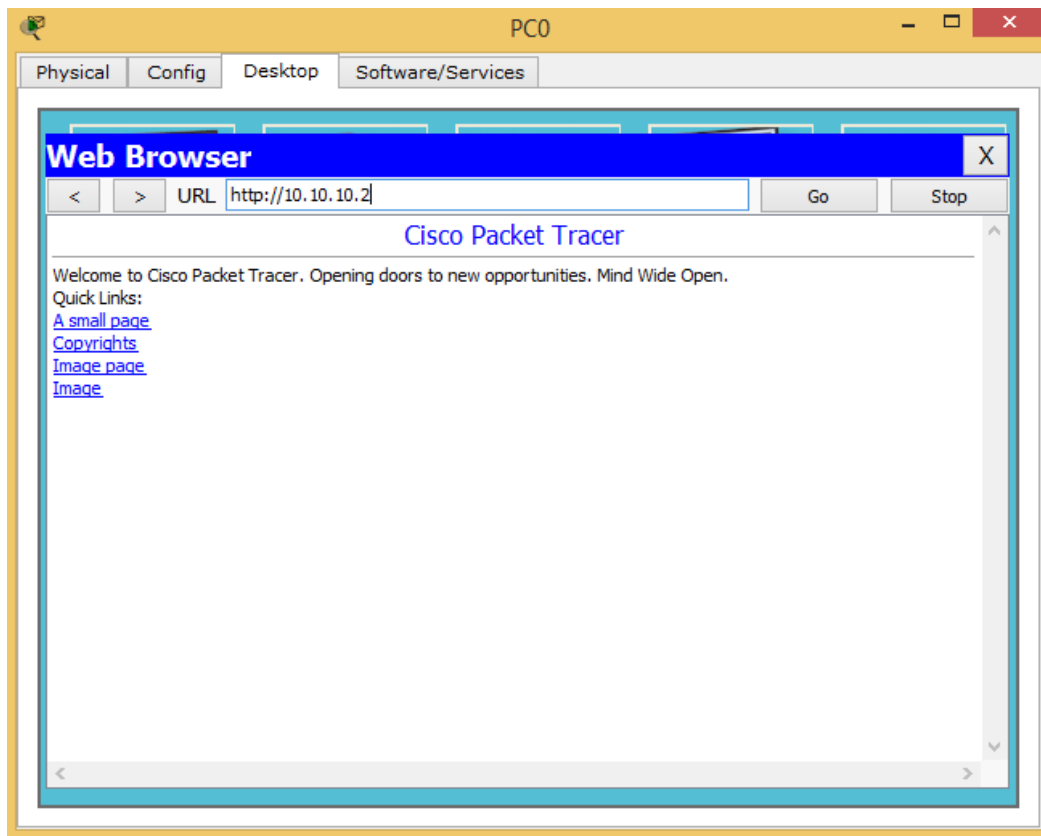 PC0
Physical Config Desktop Software/Services
Web Browser X
< > URL http://10.10.10.2 Go Stop
Cisco Packet Tracer
Welcome to Cisco Packet Tracer. Opening doors to new opportunities. Mind Wide Open.
Quick Links:
A small page
Copyrights
Image page
Image